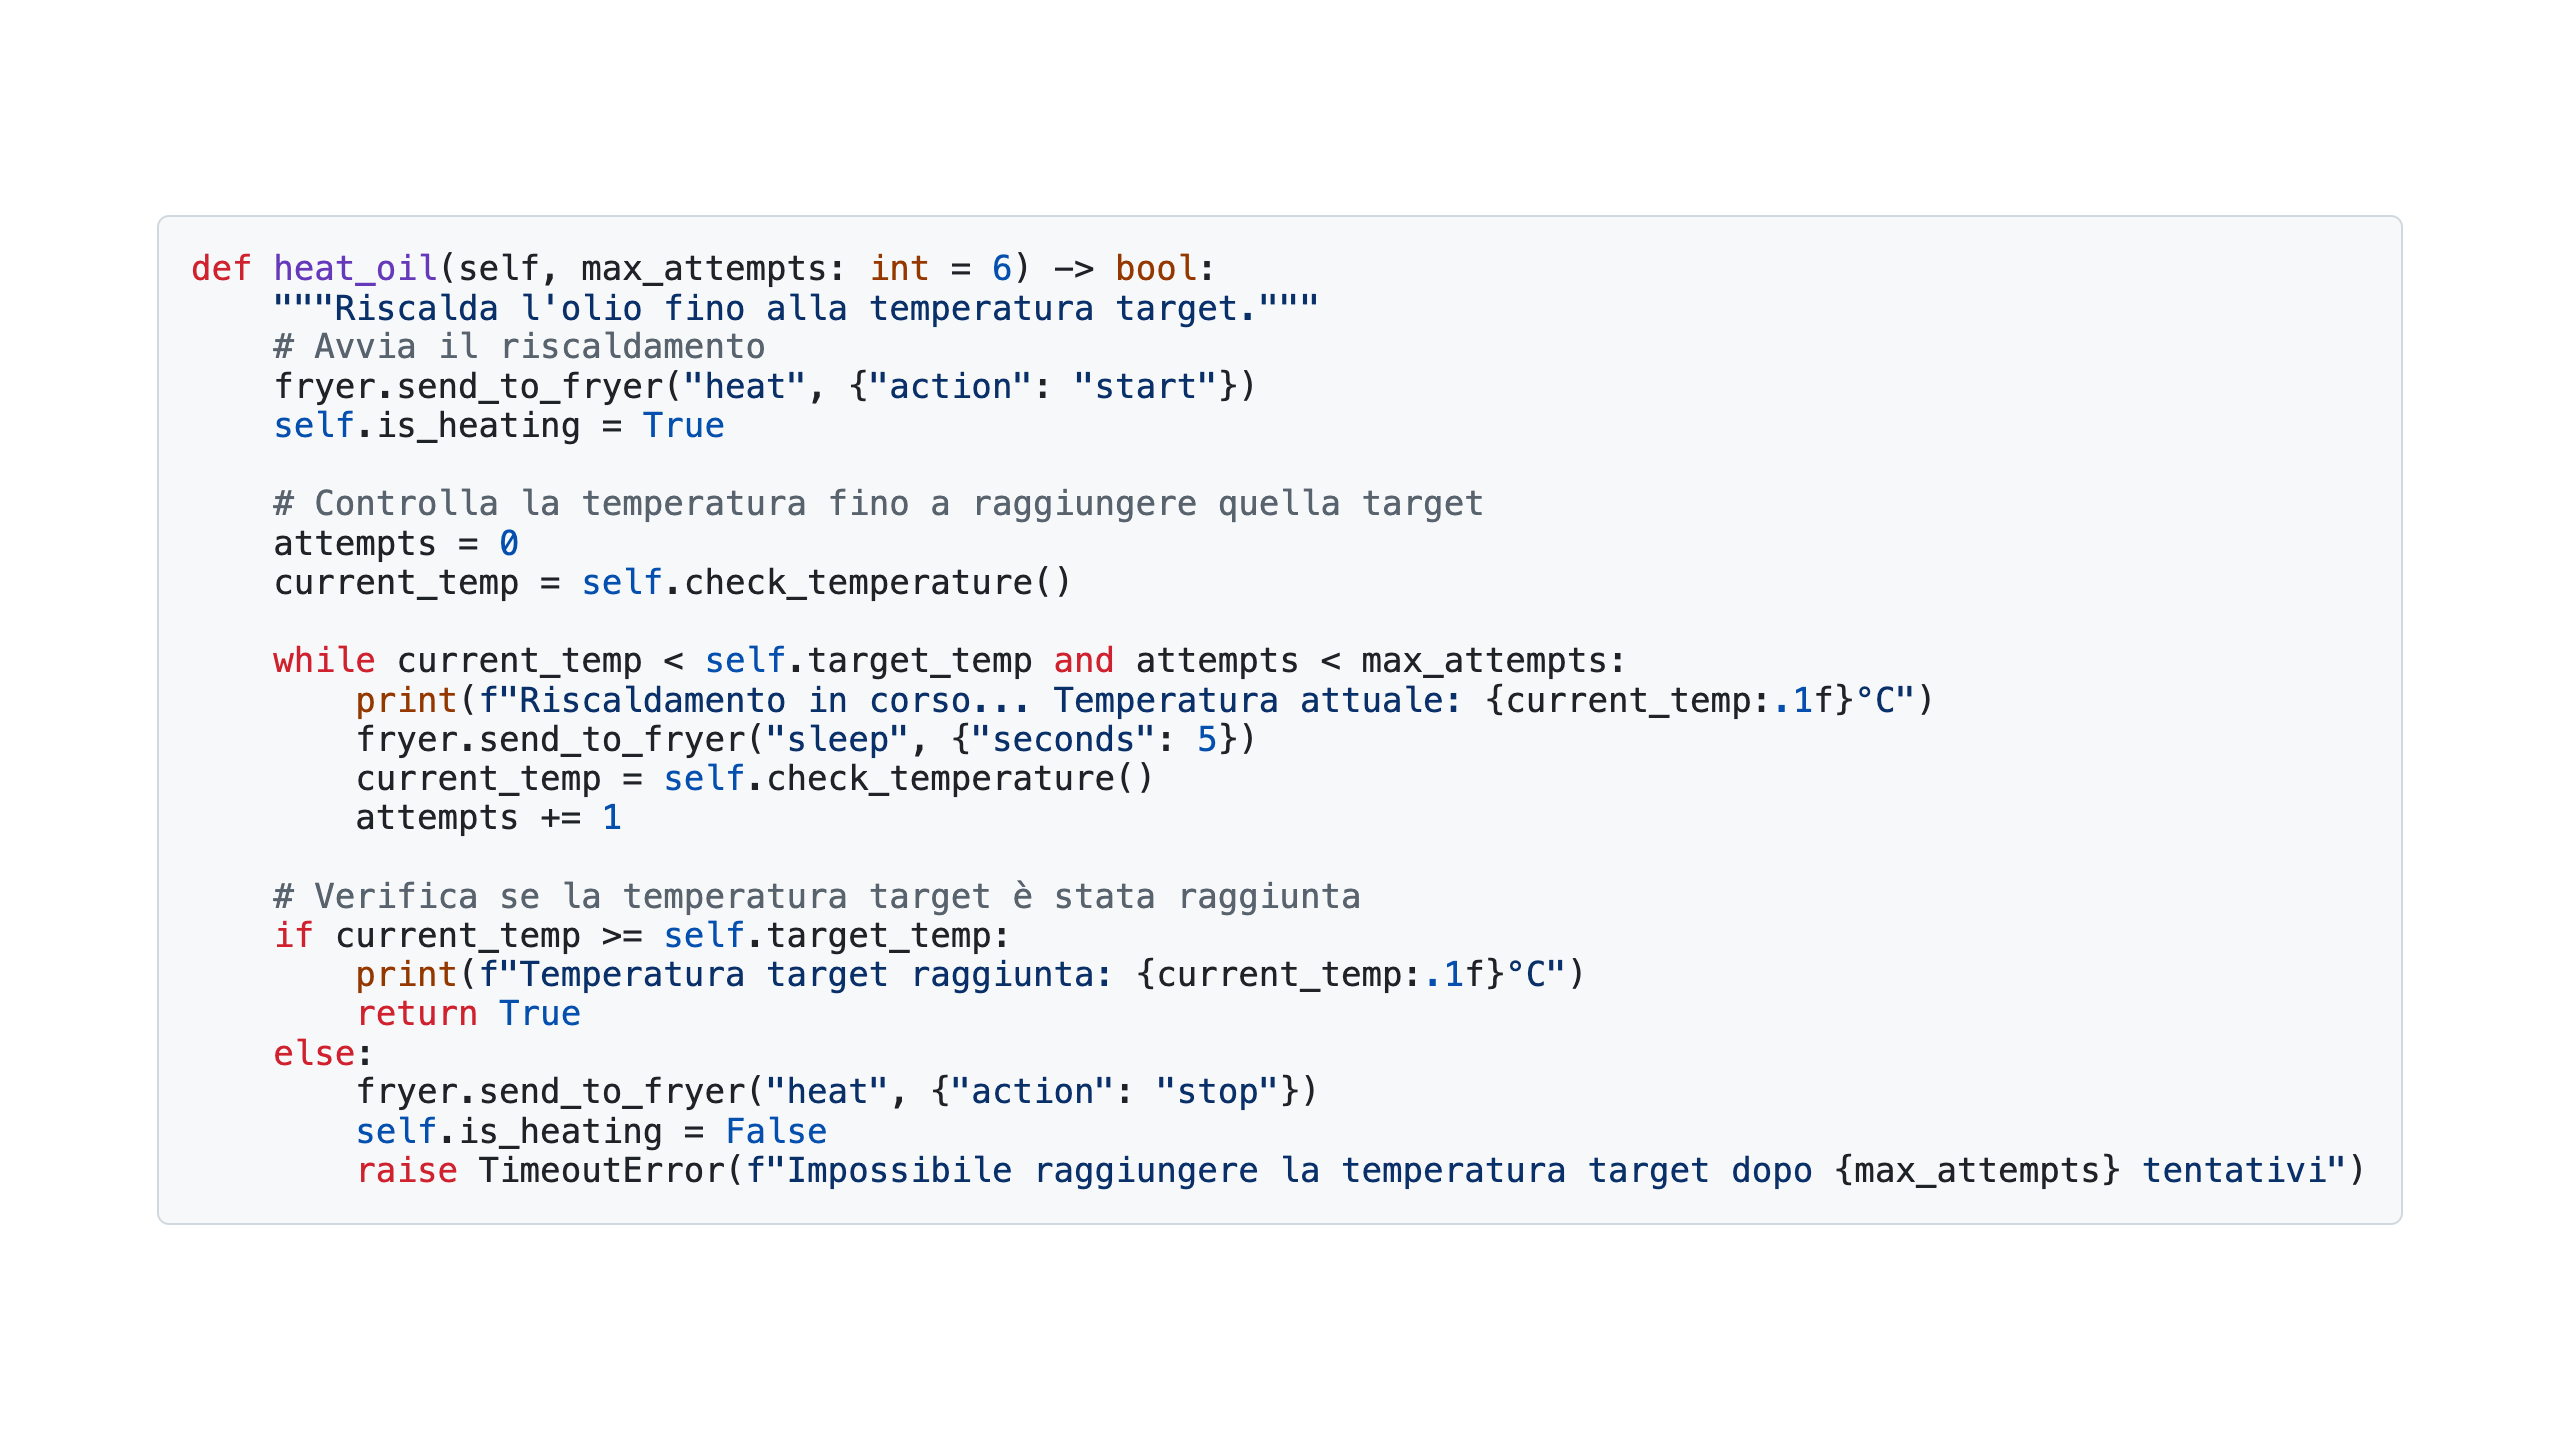 def heat_oil(self, max_attempts: int = 6) -> bool:
    """Riscalda l'olio fino alla temperatura target."""
    # Avvia il riscaldamento
    fryer.send_to_fryer("heat", {"action": "start"})
    self.is_heating = True

    # Controlla la temperatura fino a raggiungere quella target
    attempts = 0
    current_temp = self.check_temperature()

    while current_temp < self.target_temp and attempts < max_attempts:
        print(f"Riscaldamento in corso... Temperatura attuale: {current_temp:.1f}°C")
        fryer.send_to_fryer("sleep", {"seconds": 5})
        current_temp = self.check_temperature()
        attempts += 1

    # Verifica se la temperatura target è stata raggiunta
    if current_temp >= self.target_temp:
        print(f"Temperatura target raggiunta: {current_temp:.1f}°C")
        return True
    else:
        fryer.send_to_fryer("heat", {"action": "stop"})
        self.is_heating = False
        raise TimeoutError(f"Impossibile raggiungere la temperatura target dopo {max_attempts} tentativi")